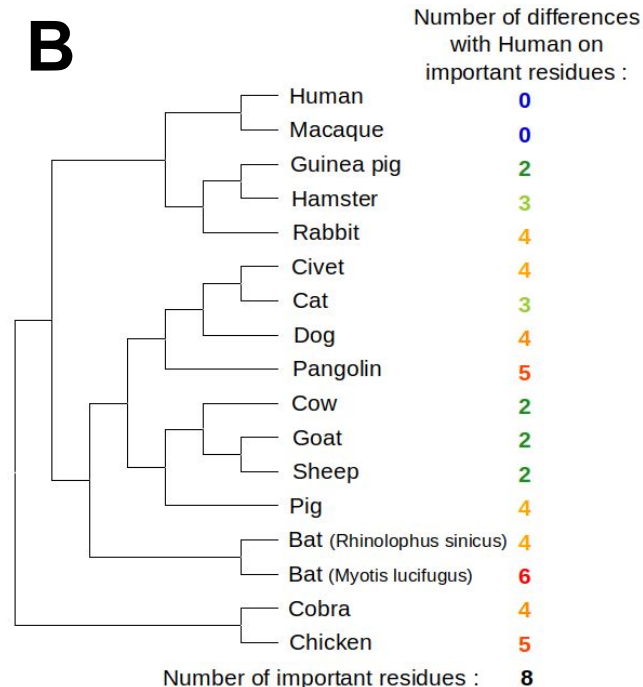 B
Number of differences
with Human on
important residues :
Human 0
Macaque 0
Guinea pig 2
Hamster 3
Rabbit 4
Civet 4
Cat 3
Dog 4
Pangolin 5
Cow 2
Goat 2
Sheep 2
Pig 4
Bat (Rhinolophus sinicus) 4
Bat (Myotis lucifugus) 6
Cobra 4
Chicken 5
Number of important residues : 8